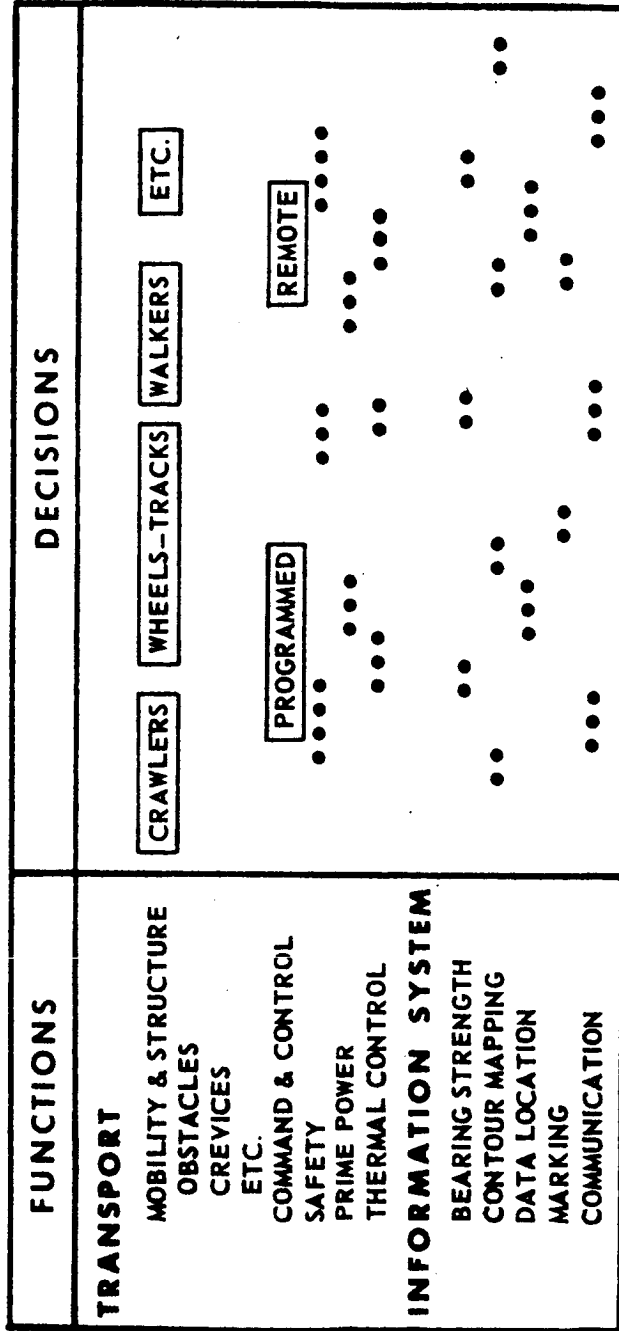 FUNCTIONS DECISIONS
TRANSPORT
MOBILITY & STRUCTURE CRAWLERS WHEELS-TRACKS WALKERS ETC.
OBSTACLES
CREVICES
ETC.
COMMAND & CONTROL PROGRAMMED REMOTE
SAFETY
PRIME POWER
THERMAL CONTROL
INFORMATION SYSTEM
BEARING STRENGTH
CONTOUR MAPPING
DATA LOCATION
MARKING
COMMUNICATION